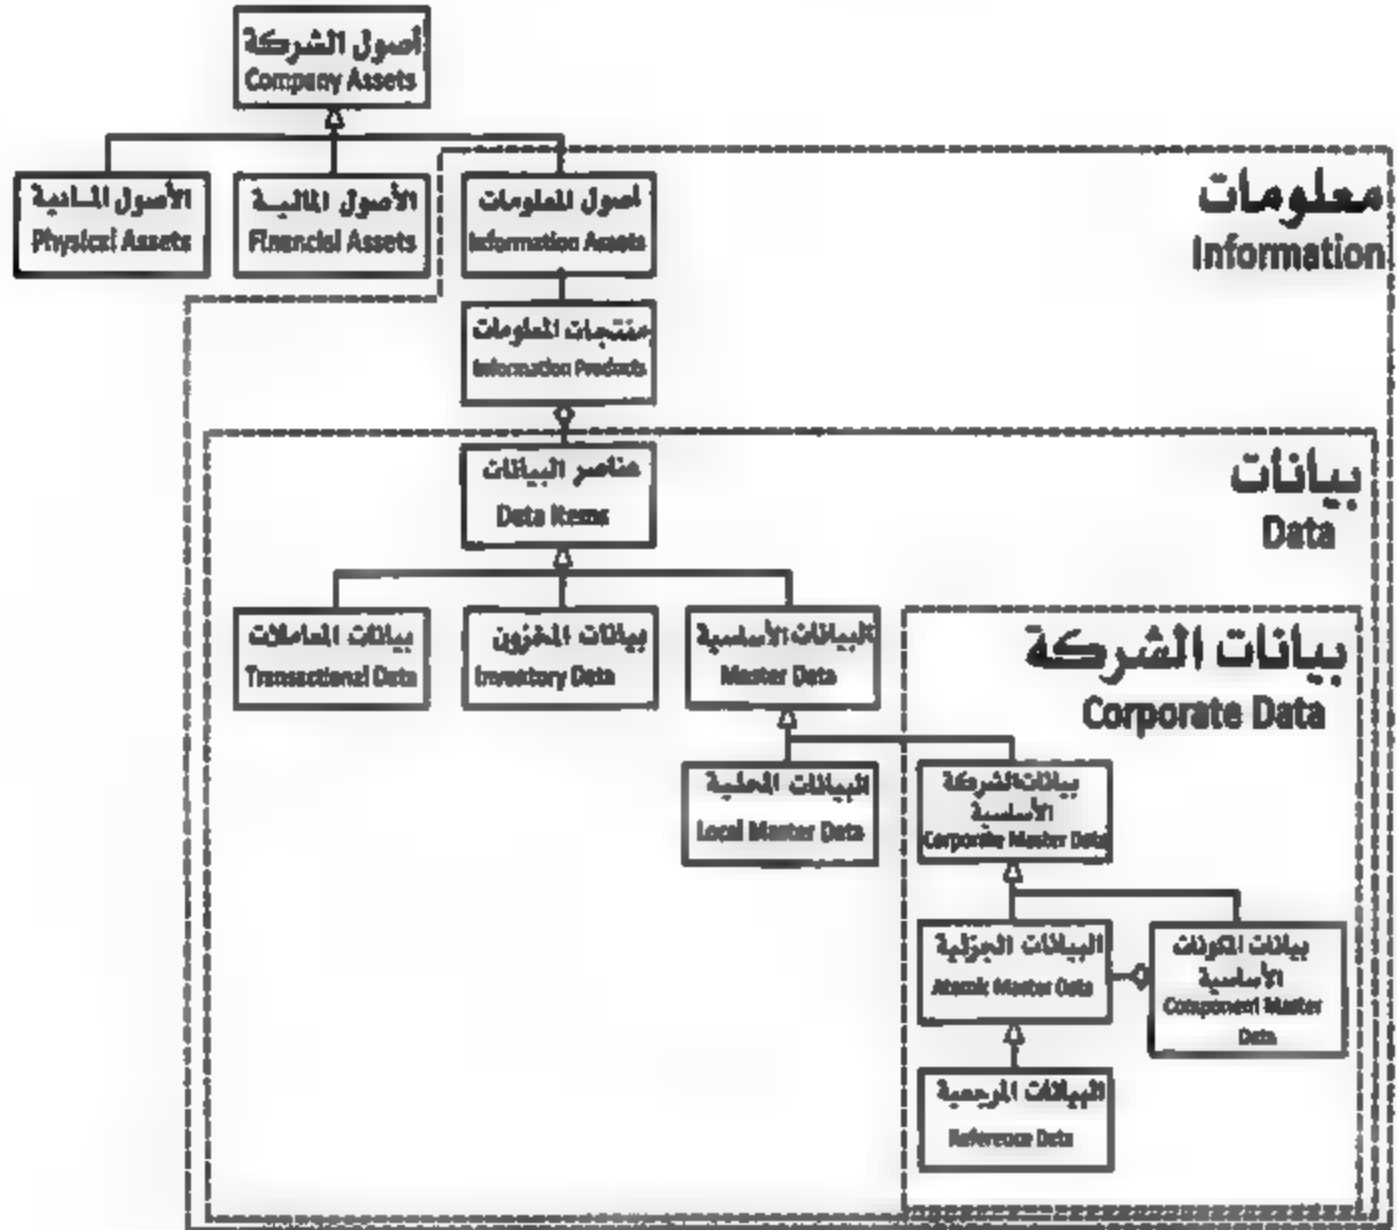 أصول الشركة
Company Assets
الأصول المادية
Physical Assets
الأصول المالية
Financial Assets
أصول المعلومات
Information Assets
معلومات
Information
منتجات المعلومات
Information Products
عناصر البيانات
Data Items
بيانات
Data
بيانات المعاملات
Transactional Data
بيانات المخزون
Inventory Data
البيانات الأساسية
Master Data
بيانات الشركة
Corporate Data
البيانات المحلية
Local Master Data
بيانات الشركة
الأساسية
Corporate Master Data
البيانات الجزئية
Atomic Master Data
بيانات المكونات
الأساسية
Component Master
Data
البيانات المرجعية
Reference Data